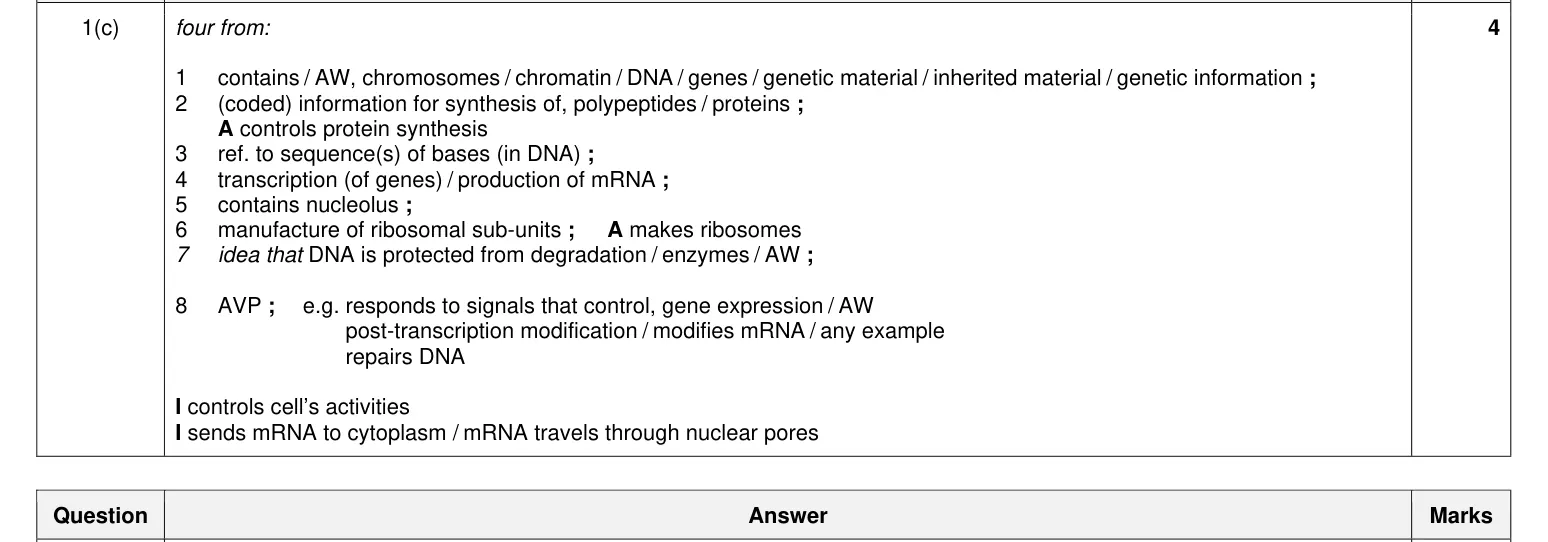 1(c) four from: 4
1 contains / AW, chromosomes / chromatin / DNA / genes / genetic material / inherited material / genetic information ;
2 (coded) information for synthesis of, polypeptides / proteins ;
A controls protein synthesis
3 ref. to sequence(s) of bases (in DNA) ;
4 transcription (of genes) / production of mRNA ;
5 contains nucleolus ;
6 manufacture of ribosomal sub-units ; A makes ribosomes
7 idea that DNA is protected from degradation / enzymes / AW ;
8 AVP ; e.g. responds to signals that control, gene expression / AW
post-transcription modification / modifies mRNA / any example
repairs DNA
I controls cell’s activities
I sends mRNA to cytoplasm / mRNA travels through nuclear pores
Question Answer Marks